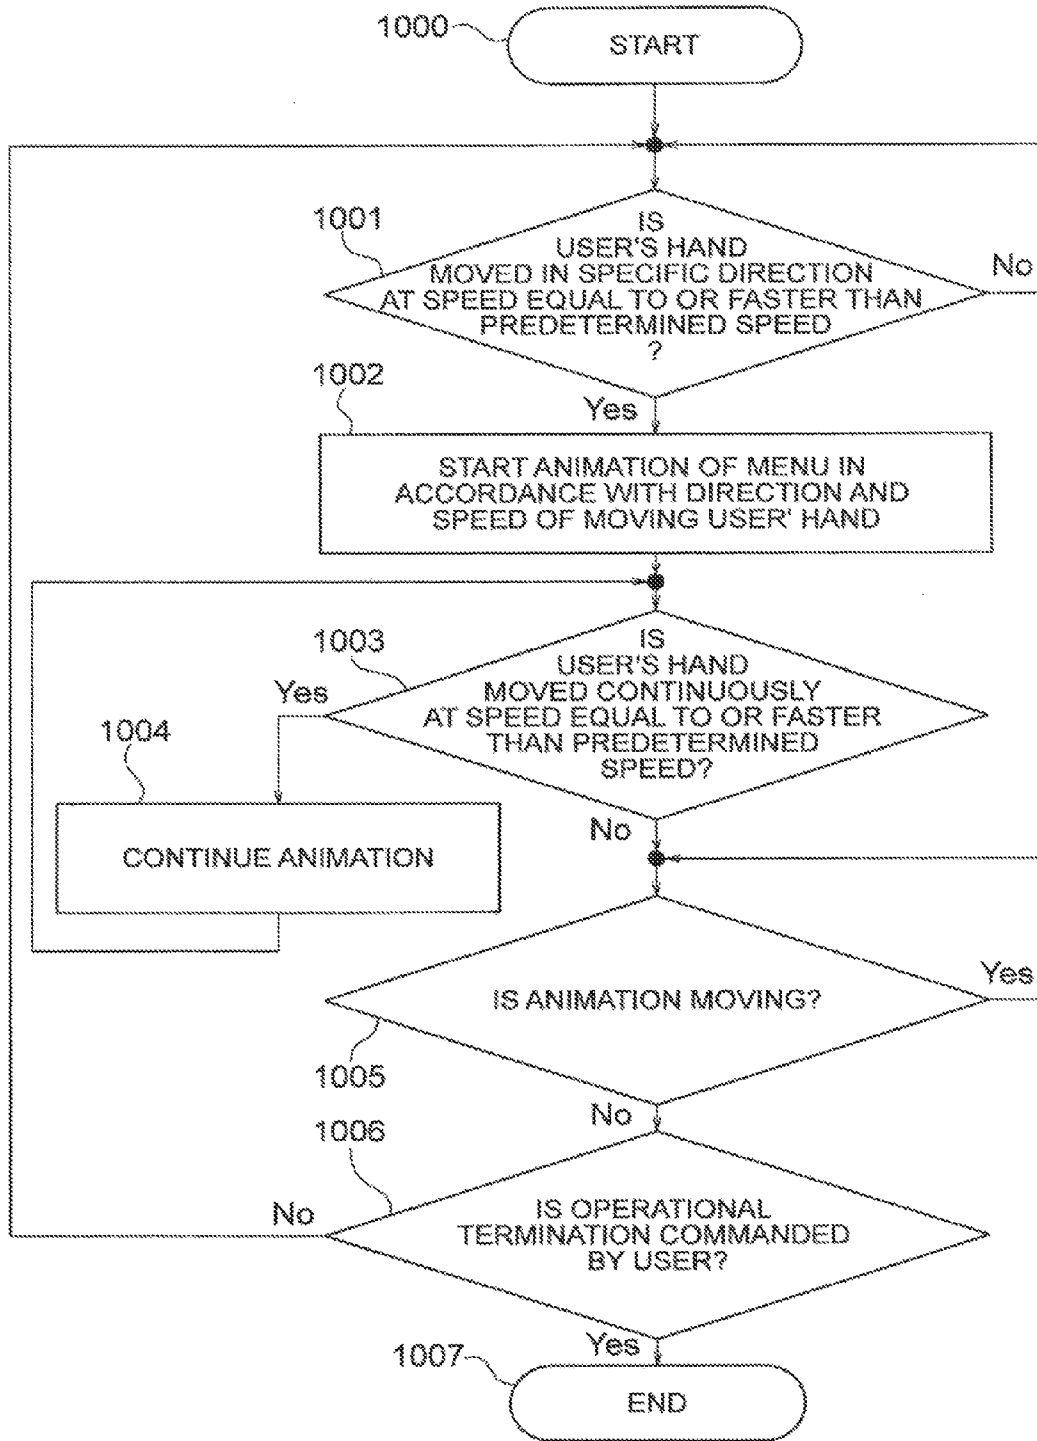 1000
START
1001
IS
USER'S HAND
MOVED IN SPECIFIC DIRECTION
AT SPEED EQUAL TO OR FASTER THAN
PREDETERMINED SPEED
?
No
1002
Yes
START ANIMATION OF MENU IN
ACCORDANCE WITH DIRECTION AND
SPEED OF MOVING USER' HAND
1003
IS
USER'S HAND
MOVED CONTINUOUSLY
AT SPEED EQUAL TO OR FASTER
THAN PREDETERMINED
SPEED?
Yes
1004
CONTINUE ANIMATION
No
IS ANIMATION MOVING?
Yes
1005
No
1006
IS OPERATIONAL
TERMINATION COMMANDED
BY USER?
No
Yes
1007
END